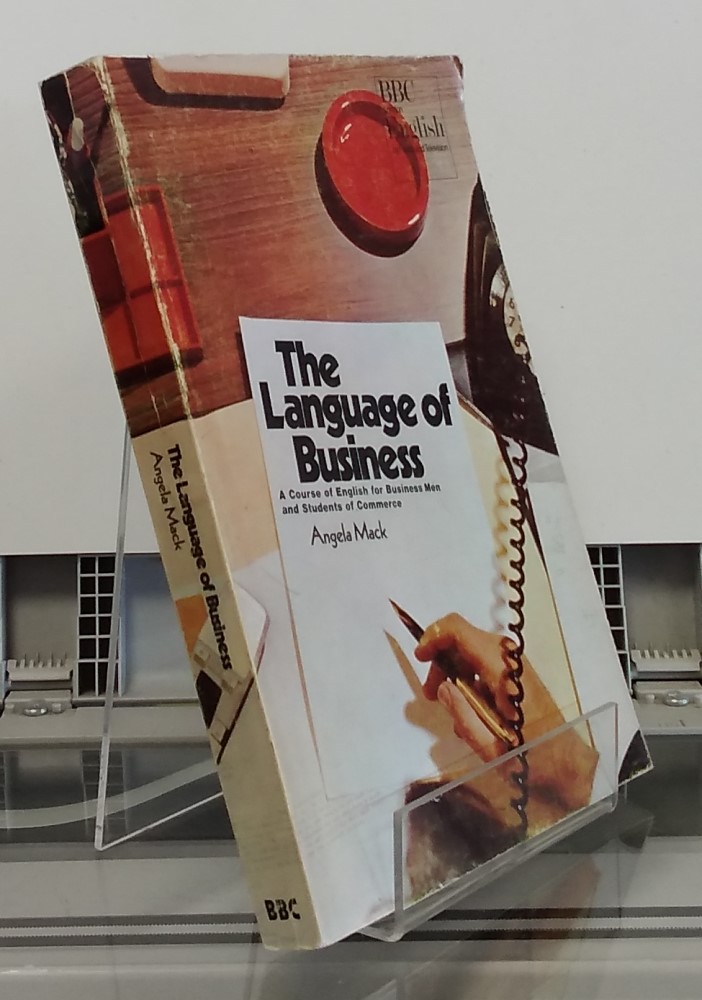 BBC
English
The
Language of
Business
A Course of English for Business Men
and Students of Commerce
Angela Mack
The Language of Business
Angela Mack
BBC